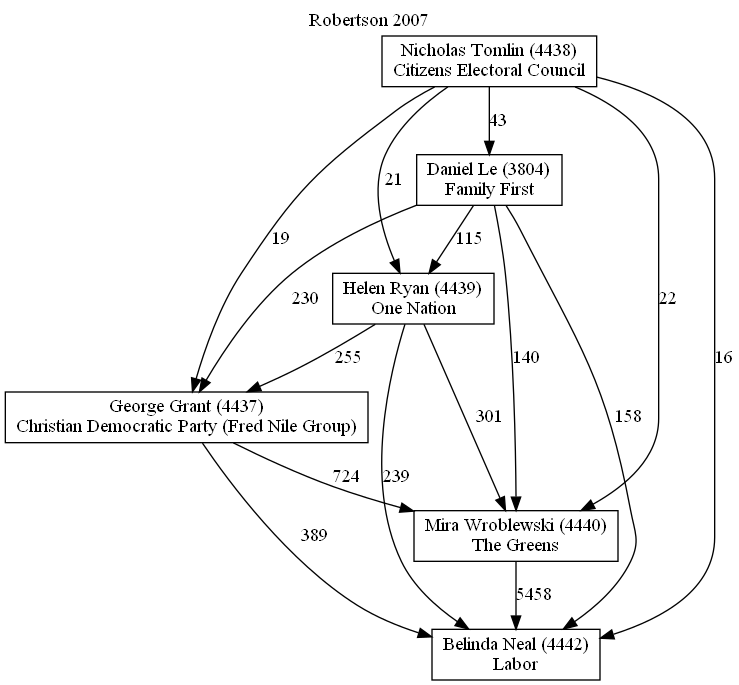 Robertson 2007
Nicholas Tomlin (4438)
Citizens Electoral Council
43
Daniel Le (3804)
Family First
21
115
19
230
Helen Ryan (4439)
One Nation
22
16
255
140
George Grant (4437)
Christian Democratic Party (Fred Nile Group)
301
158
724
239
389
Mira Wroblewski (4440)
The Greens
5458
Belinda Neal (4442)
Labor